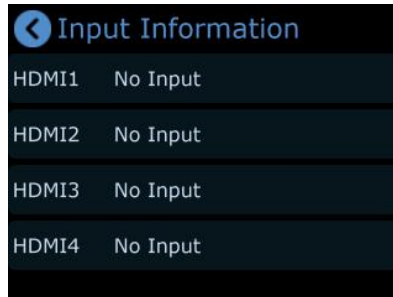 Input Information
HDMI1 No Input
HDMI2 No Input
HDMI3 No Input
HDMI4 No Input